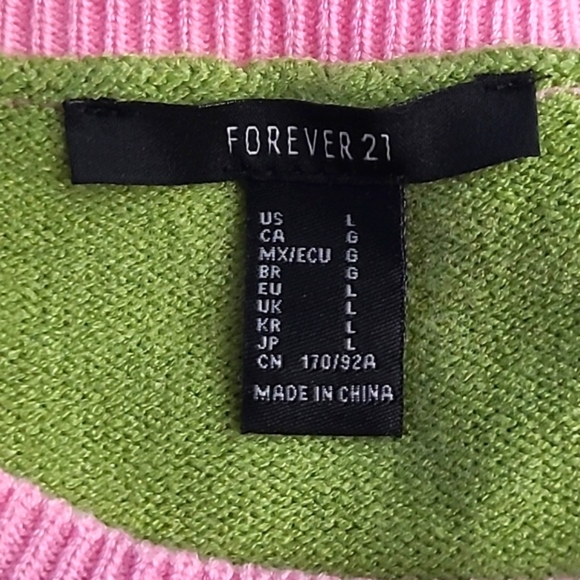 FOREVER 21
US L
CA G
MX/ECU G
BR G
EU L
UK L
KR L
JP L
CN 170/92A
MADE IN CHINA